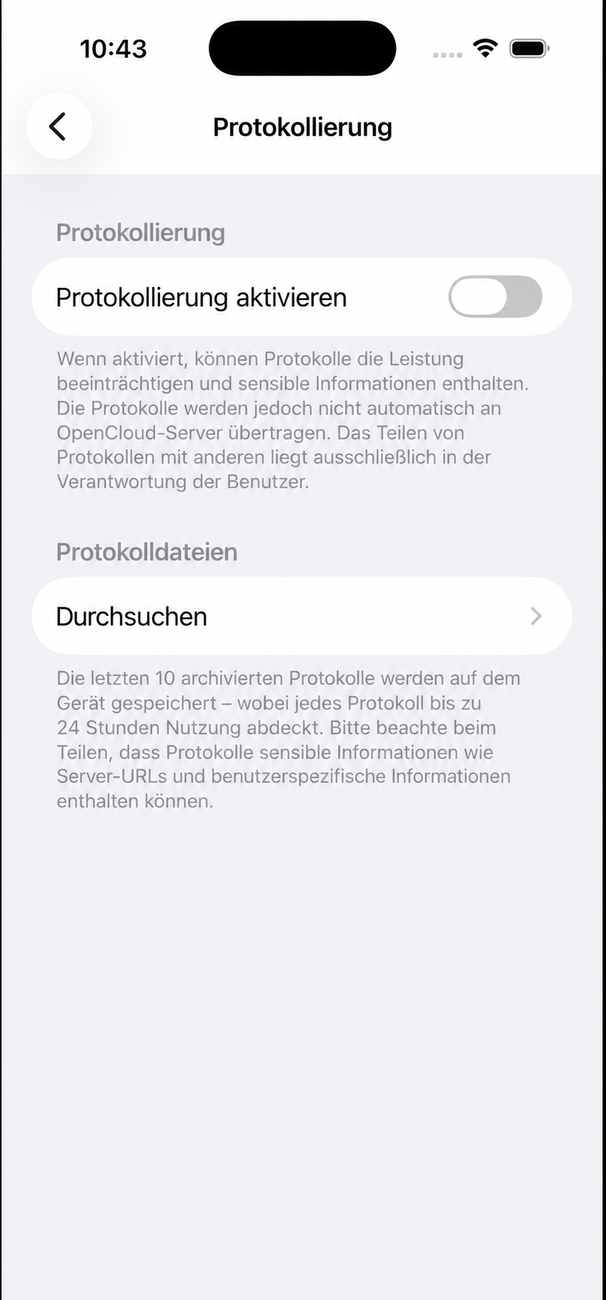 10:43
Protokollierung
Protokollierung
Protokollierung aktivieren
Wenn aktiviert, können Protokolle die Leistung
beeinträchtigen und sensible Informationen enthalten.
Die Protokolle werden jedoch nicht automatisch an
OpenCloud-Server übertragen. Das Teilen von
Protokollen mit anderen liegt ausschließlich in der
Verantwortung der Benutzer.
Protokolldateien
Durchsuchen
Die letzten 10 archivierten Protokolle werden auf dem
Gerät gespeichert – wobei jedes Protokoll bis zu
24 Stunden Nutzung abdeckt. Bitte beachte beim
Teilen, dass Protokolle sensible Informationen wie
Server-URLs und benutzerspezifische Informationen
enthalten können.